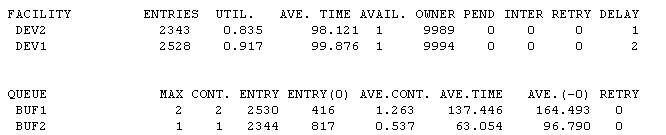 FACILITY ENTRIES UTIL. AVE. TIME AVAIL. OWNER PEND INTER RETRY DELAY
DEV2 2343 0.835 98.121 1 9989 0 0 0 1
DEV1 2528 0.917 99.876 1 9994 0 0 0 2
QUEUE MAX CONT. ENTRY ENTRY(0) AVE.CONT. AVE.TIME AVE.(-0) RETRY
BUF1 2 2 2530 416 1.263 137.446 164.493 0
BUF2 1 1 2344 817 0.537 63.054 96.790 0